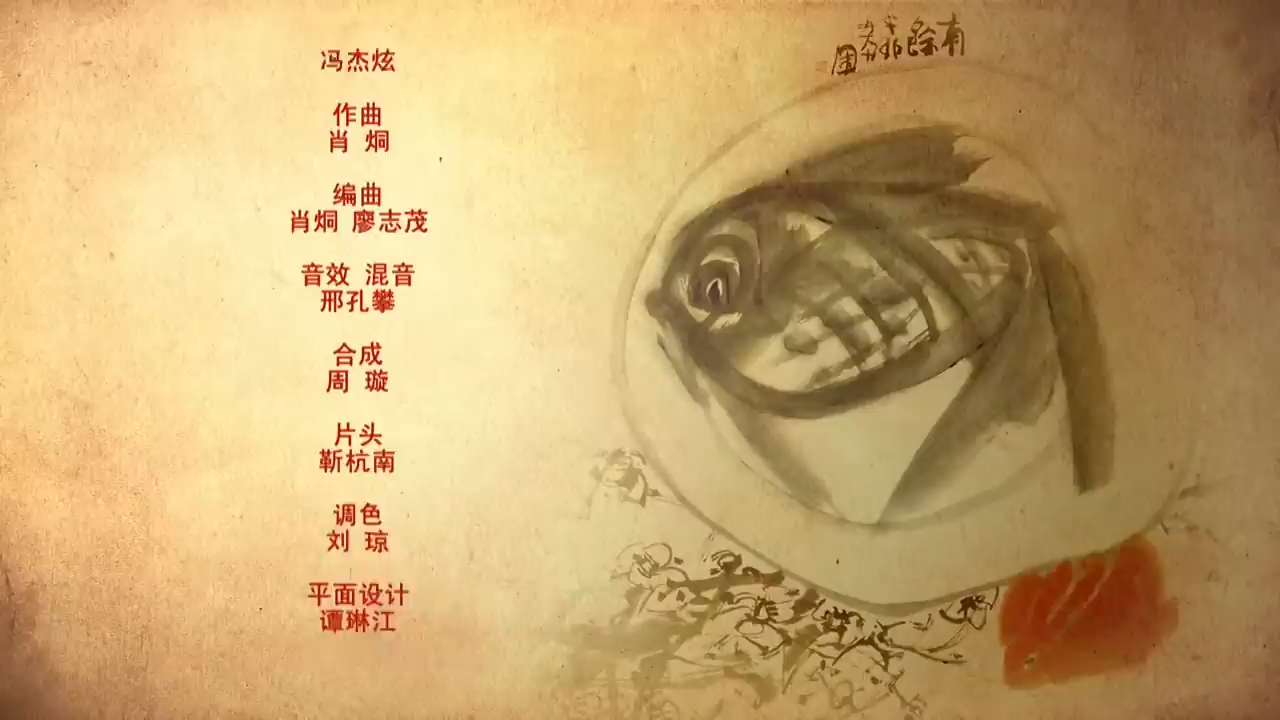 冯杰炫
作曲
肖 烔
编曲
肖烔 廖志茂
音效 混音
邢孔攀
合成
周 璇
片头
靳杭南
调色
刘 琼
平面设计
谭琳江